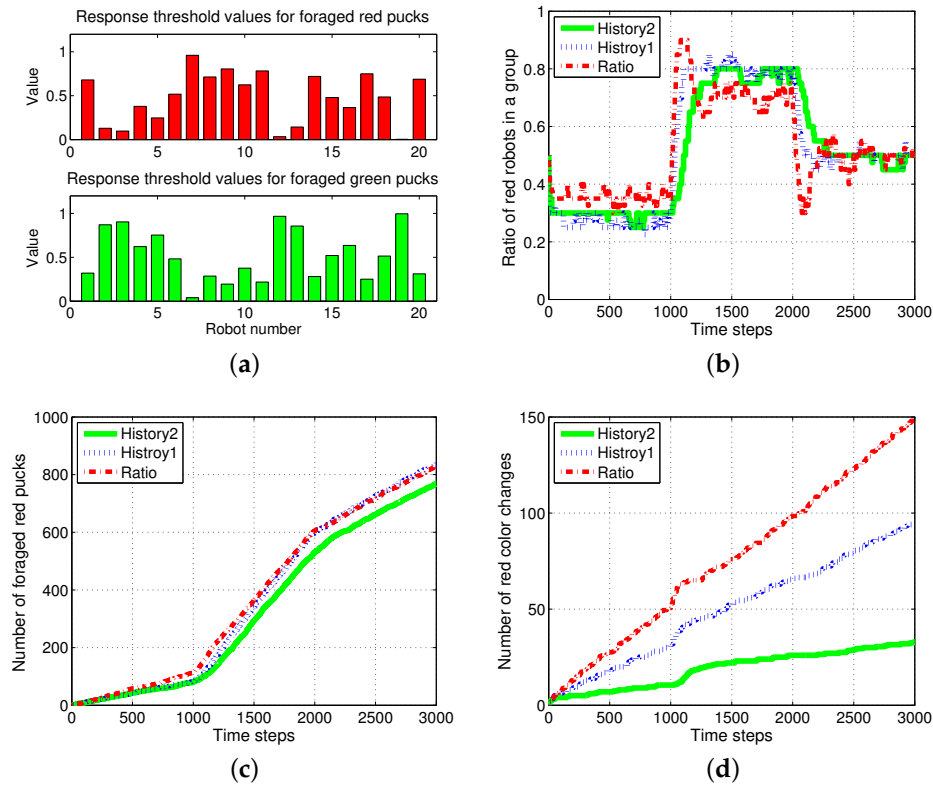 Response threshold values for foraged red pucks
Value
1
0.5
0
0 5 10 15 20
Response threshold values for foraged green pucks
Value
1
0.5
0
0 5 10 15 20
Robot number
(a)
Ratio of red robots in a group
1
0.8
0.6
0.4
0.2
0
History2
Histroy1
Ratio
0 500 1000 1500 2000 2500 3000
Time steps
(b)
Number of foraged red pucks
1000
800
600
400
200
0
History2
Histroy1
Ratio
0 500 1000 1500 2000 2500 3000
Time steps
(c)
Number of red color changes
150
100
50
0
History2
Histroy1
Ratio
0 500 1000 1500 2000 2500 3000
Time steps
(d)